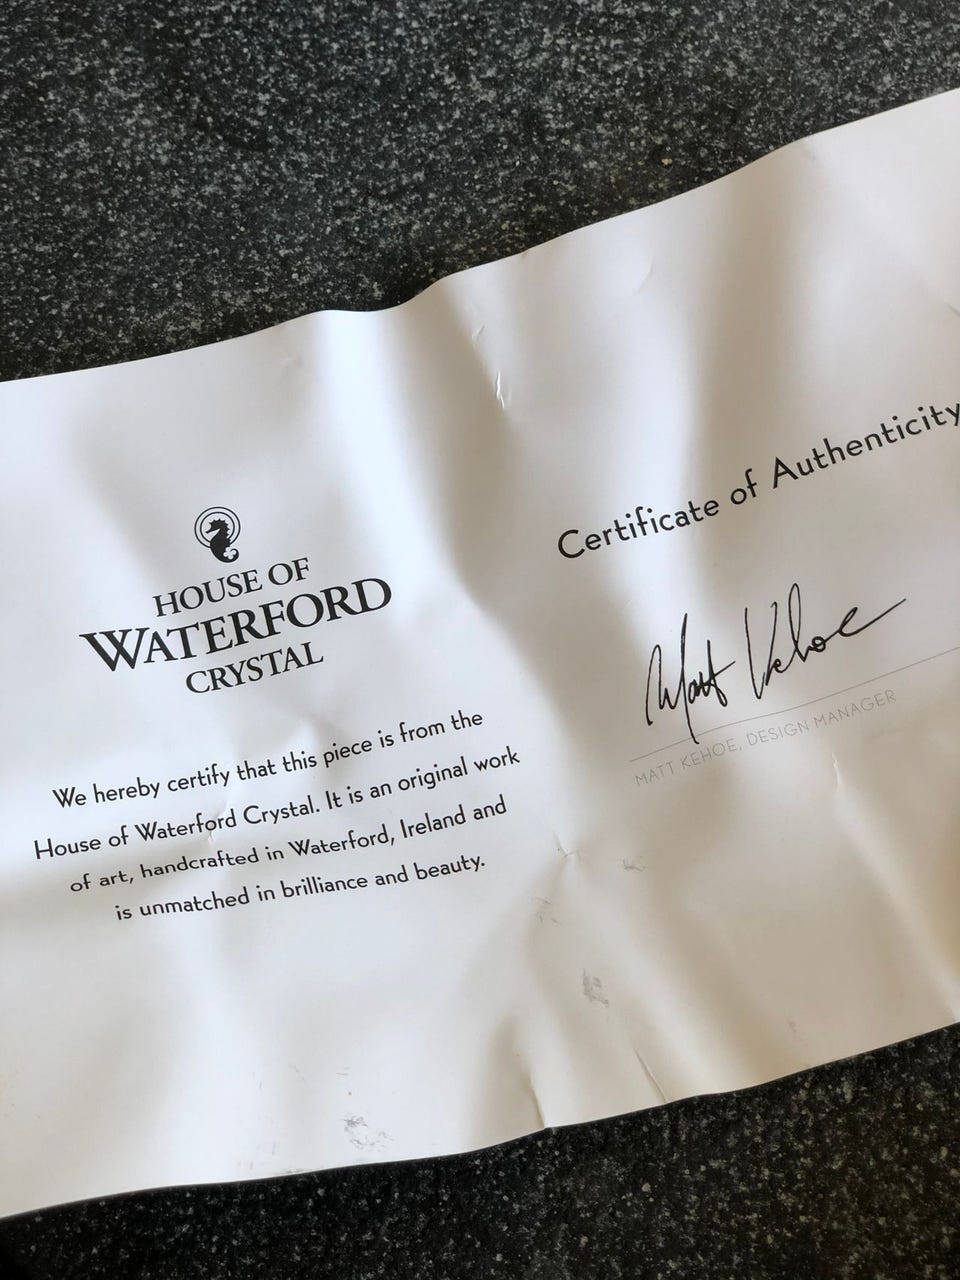 HOUSE OF
WATERFORD
CRYSTAL
We hereby certify that this piece is from the
House of Waterford Crystal. It is an original work
of art, handcrafted in Waterford, Ireland and
is unmatched in brilliance and beauty.
Certificate of Authenticity
Matt Kehoe
MATT KEHOE, DESIGN MANAGER